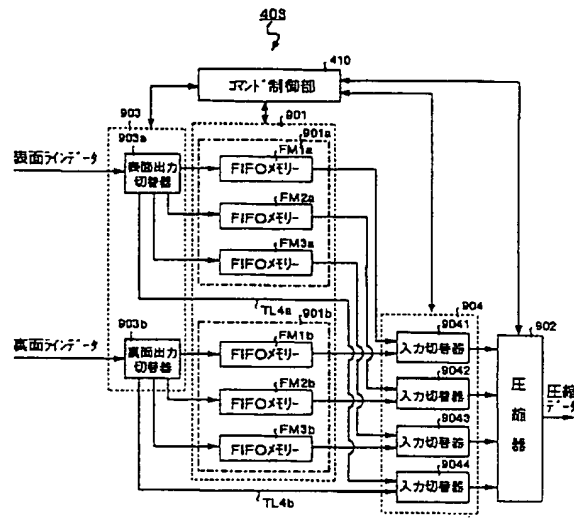 409
410
コマンド制御部
903
903a
901
901a
表面ラインデータ
表面出力
切替器
FM1a
FIFOメモリー
FM2a
FIFOメモリー
FM3a
FIFOメモリー
TL4a
901b
903b
裏面ラインデータ
裏面出力
切替器
FM1b
FIFOメモリー
FM2b
FIFOメモリー
FM3b
FIFOメモリー
TL4b
904
9041
入力切替器
9042
入力切替器
9043
入力切替器
9044
入力切替器
902
圧縮器
圧縮
データ